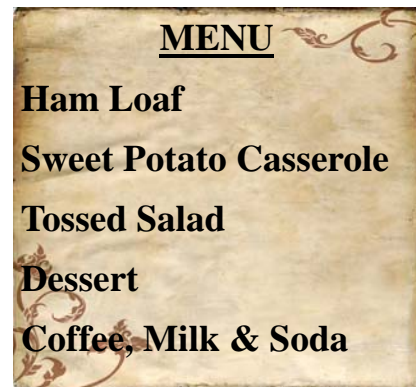 MENU
Ham Loaf
Sweet Potato Casserole
Tossed Salad
Dessert
Coffee, Milk & Soda